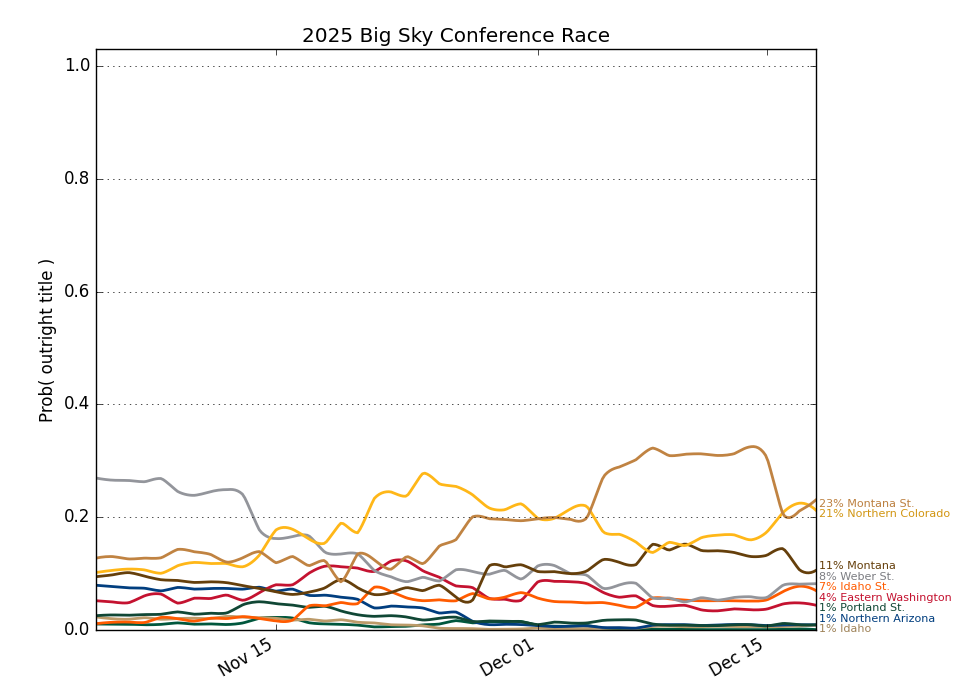 2025 Big Sky Conference Race
Prob( outright title )
1.0
0.8
0.6
0.4
0.2
0.0
Nov 15
Dec 01
Dec 15
23% Montana St.
21% Northern Colorado
11% Montana
8% Weber St.
7% Idaho St.
4% Eastern Washington
1% Portland St.
1% Northern Arizona
1% Idaho